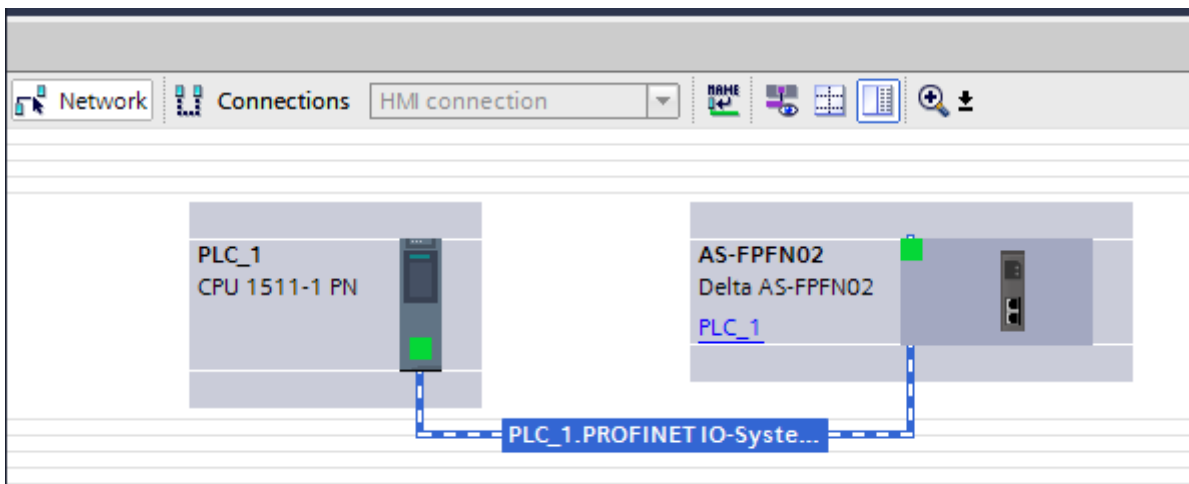 Network Connections HMI connection NAME
PLC_1
CPU 1511-1 PN
AS-FPFN02
Delta AS-FPFN02
PLC_1
PLC_1.PROFINET IO-Syste...